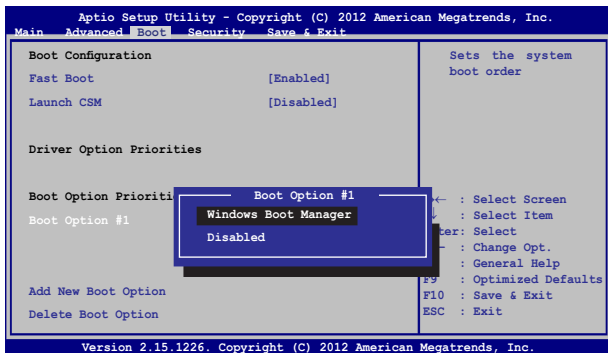 Aptio Setup Utility - Copyright (C) 2012 American Megatrends, Inc.
Main Advanced Boot Security Save & Exit
Boot Configuration
Fast Boot [Enabled]
Launch CSM [Disabled]
Driver Option Priorities
Boot Option Prioriti
Boot Option #1
Boot Option #1
Windows Boot Manager
Disabled
Add New Boot Option
Delete Boot Option
Sets the system
boot order
← : Select Screen
: Select Item
ter: Select
- : Change Opt.
: General Help
F9 : Optimized Defaults
F10 : Save & Exit
ESC : Exit
Version 2.15.1226. Copyright (C) 2012 American Megatrends, Inc.